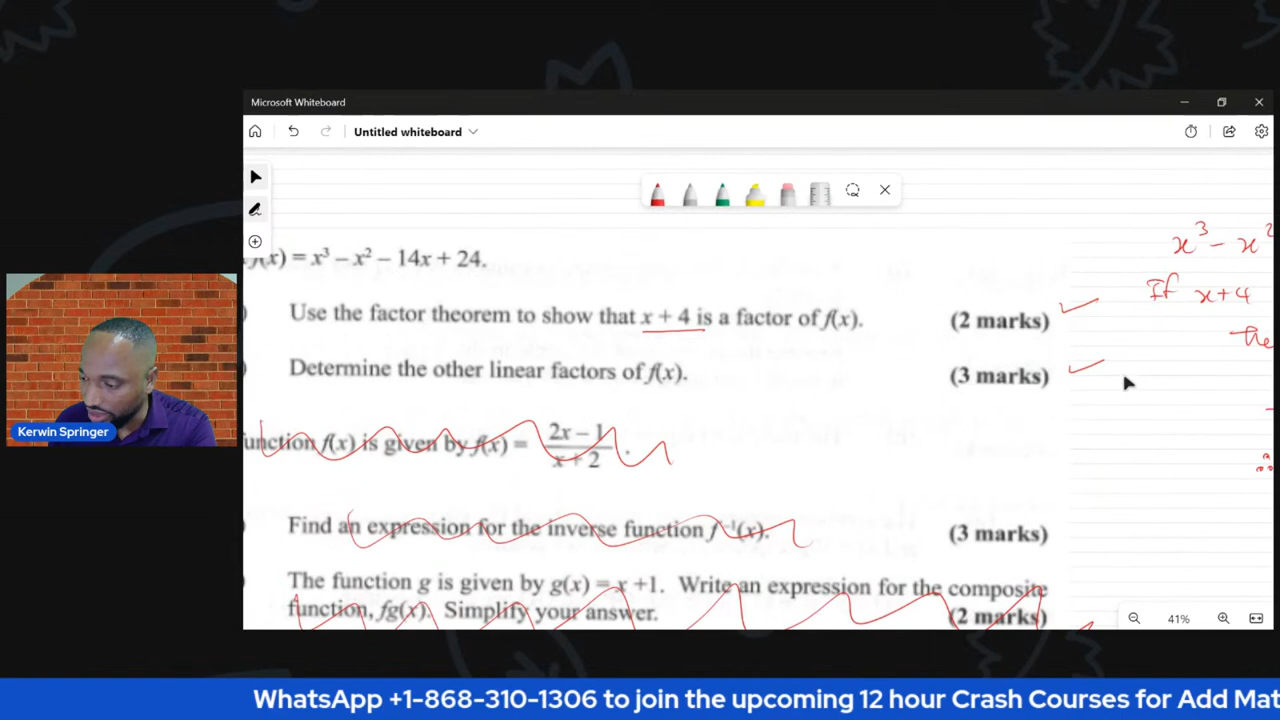 Microsoft Whiteboard
Untitled whiteboard
f(x) = x³ – x² – 14x + 24.
x³ – x²
Use the factor theorem to show that x + 4 is a factor of f(x). (2 marks)
If x+4
the
Determine the other linear factors of f(x). (3 marks)
Kerwin Springer
unction f(x) is given by f(x) = (2x – 1)/(x + 2).
Find an expression for the inverse function f⁻¹(x). (3 marks)
The function g is given by g(x) = x +1. Write an expression for the composite
function, fg(x). Simplify your answer. (2 marks)
41%
WhatsApp +1-868-310-1306 to join the upcoming 12 hour Crash Courses for Add Mat